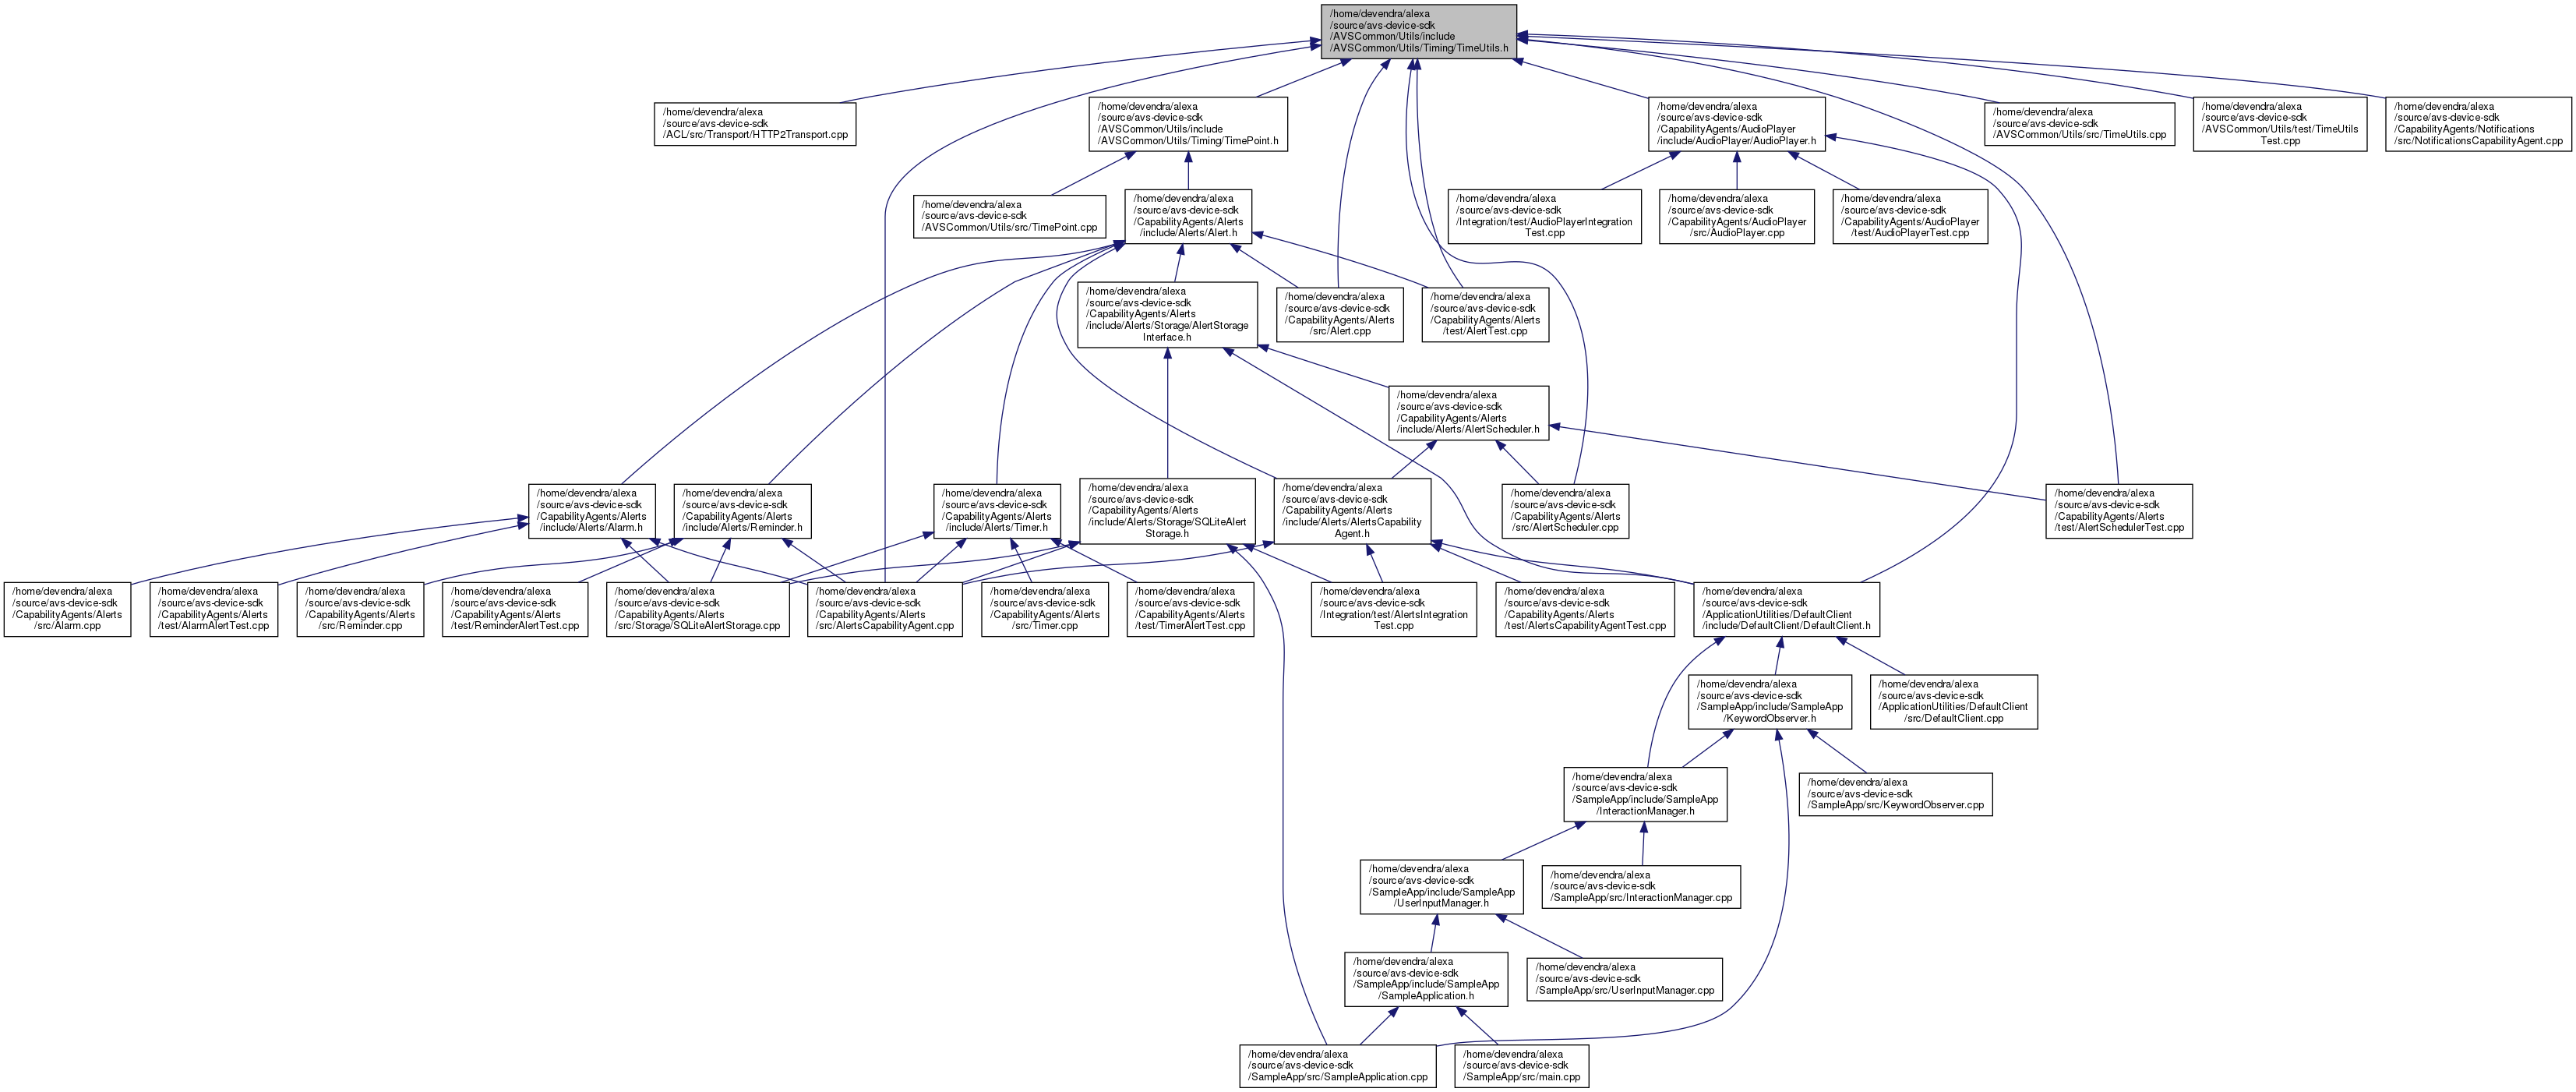 /home/devendra/alexa
/source/avs-device-sdk
/AVSCommon/Utils/include
/AVSCommon/Utils/Timing/TimeUtils.h
/home/devendra/alexa
/source/avs-device-sdk
/ACL/src/Transport/HTTP2Transport.cpp
/home/devendra/alexa
/source/avs-device-sdk
/AVSCommon/Utils/include
/AVSCommon/Utils/Timing/TimePoint.h
/home/devendra/alexa
/source/avs-device-sdk
/CapabilityAgents/AudioPlayer
/include/AudioPlayer/AudioPlayer.h
/home/devendra/alexa
/source/avs-device-sdk
/AVSCommon/Utils/src/TimeUtils.cpp
/home/devendra/alexa
/source/avs-device-sdk
/AVSCommon/Utils/test/TimeUtils
Test.cpp
/home/devendra/alexa
/source/avs-device-sdk
/CapabilityAgents/Notifications
/src/NotificationsCapabilityAgent.cpp
/home/devendra/alexa
/source/avs-device-sdk
/AVSCommon/Utils/src/TimePoint.cpp
/home/devendra/alexa
/source/avs-device-sdk
/CapabilityAgents/Alerts
/include/Alerts/Alert.h
/home/devendra/alexa
/source/avs-device-sdk
/Integration/test/AudioPlayerIntegration
Test.cpp
/home/devendra/alexa
/source/avs-device-sdk
/CapabilityAgents/AudioPlayer
/src/AudioPlayer.cpp
/home/devendra/alexa
/source/avs-device-sdk
/CapabilityAgents/AudioPlayer
/test/AudioPlayerTest.cpp
/home/devendra/alexa
/source/avs-device-sdk
/CapabilityAgents/Alerts
/include/Alerts/Storage/AlertStorage
Interface.h
/home/devendra/alexa
/source/avs-device-sdk
/CapabilityAgents/Alerts
/src/Alert.cpp
/home/devendra/alexa
/source/avs-device-sdk
/CapabilityAgents/Alerts
/test/AlertTest.cpp
/home/devendra/alexa
/source/avs-device-sdk
/CapabilityAgents/Alerts
/include/Alerts/AlertScheduler.h
/home/devendra/alexa
/source/avs-device-sdk
/CapabilityAgents/Alerts
/include/Alerts/Alarm.h
/home/devendra/alexa
/source/avs-device-sdk
/CapabilityAgents/Alerts
/include/Alerts/Reminder.h
/home/devendra/alexa
/source/avs-device-sdk
/CapabilityAgents/Alerts
/include/Alerts/Timer.h
/home/devendra/alexa
/source/avs-device-sdk
/CapabilityAgents/Alerts
/include/Alerts/Storage/SQLiteAlert
Storage.h
/home/devendra/alexa
/source/avs-device-sdk
/CapabilityAgents/Alerts
/include/Alerts/AlertsCapability
Agent.h
/home/devendra/alexa
/source/avs-device-sdk
/CapabilityAgents/Alerts
/src/AlertScheduler.cpp
/home/devendra/alexa
/source/avs-device-sdk
/CapabilityAgents/Alerts
/test/AlertSchedulerTest.cpp
/home/devendra/alexa
/source/avs-device-sdk
/CapabilityAgents/Alerts
/src/Alarm.cpp
/home/devendra/alexa
/source/avs-device-sdk
/CapabilityAgents/Alerts
/test/AlarmAlertTest.cpp
/home/devendra/alexa
/source/avs-device-sdk
/CapabilityAgents/Alerts
/src/Reminder.cpp
/home/devendra/alexa
/source/avs-device-sdk
/CapabilityAgents/Alerts
/test/ReminderAlertTest.cpp
/home/devendra/alexa
/source/avs-device-sdk
/CapabilityAgents/Alerts
/src/Storage/SQLiteAlertStorage.cpp
/home/devendra/alexa
/source/avs-device-sdk
/CapabilityAgents/Alerts
/src/AlertsCapabilityAgent.cpp
/home/devendra/alexa
/source/avs-device-sdk
/CapabilityAgents/Alerts
/src/Timer.cpp
/home/devendra/alexa
/source/avs-device-sdk
/CapabilityAgents/Alerts
/test/TimerAlertTest.cpp
/home/devendra/alexa
/source/avs-device-sdk
/Integration/test/AlertsIntegration
Test.cpp
/home/devendra/alexa
/source/avs-device-sdk
/CapabilityAgents/Alerts
/test/AlertsCapabilityAgentTest.cpp
/home/devendra/alexa
/source/avs-device-sdk
/ApplicationUtilities/DefaultClient
/include/DefaultClient/DefaultClient.h
/home/devendra/alexa
/source/avs-device-sdk
/SampleApp/include/SampleApp
/KeywordObserver.h
/home/devendra/alexa
/source/avs-device-sdk
/ApplicationUtilities/DefaultClient
/src/DefaultClient.cpp
/home/devendra/alexa
/source/avs-device-sdk
/SampleApp/include/SampleApp
/InteractionManager.h
/home/devendra/alexa
/source/avs-device-sdk
/SampleApp/src/KeywordObserver.cpp
/home/devendra/alexa
/source/avs-device-sdk
/SampleApp/include/SampleApp
/UserInputManager.h
/home/devendra/alexa
/source/avs-device-sdk
/SampleApp/src/InteractionManager.cpp
/home/devendra/alexa
/source/avs-device-sdk
/SampleApp/include/SampleApp
/SampleApplication.h
/home/devendra/alexa
/source/avs-device-sdk
/SampleApp/src/UserInputManager.cpp
/home/devendra/alexa
/source/avs-device-sdk
/SampleApp/src/SampleApplication.cpp
/home/devendra/alexa
/source/avs-device-sdk
/SampleApp/src/main.cpp